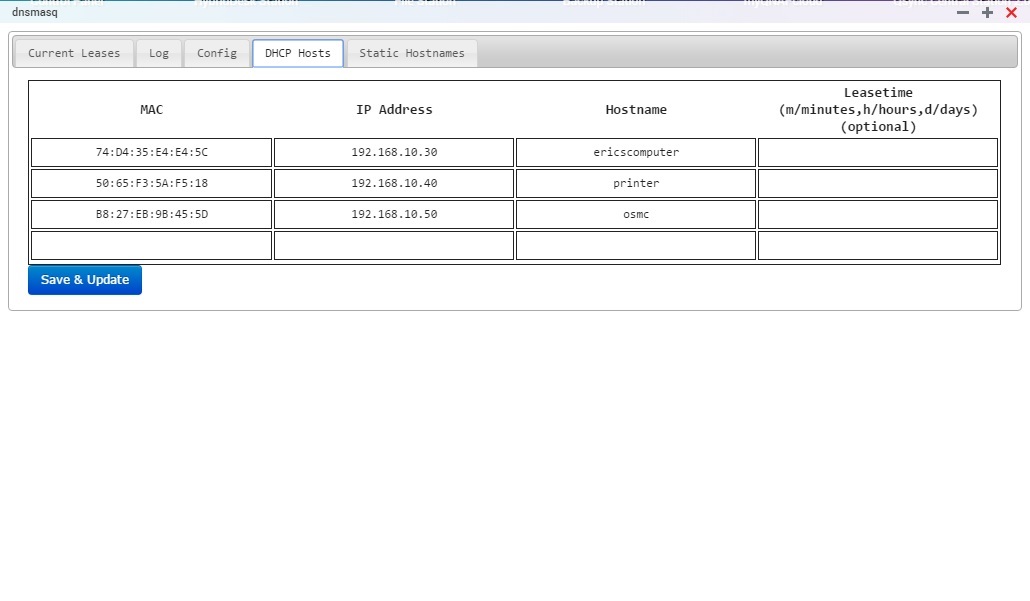 dnsmasq
Current Leases Log Config DHCP Hosts Static Hostnames
MAC IP Address Hostname Leasetime
(m/minutes,h/hours,d/days)
(optional)
74:D4:35:E4:E4:5C 192.168.10.30 ericscomputer
50:65:F3:5A:F5:18 192.168.10.40 printer
B8:27:EB:9B:45:5D 192.168.10.50 osmc
Save & Update